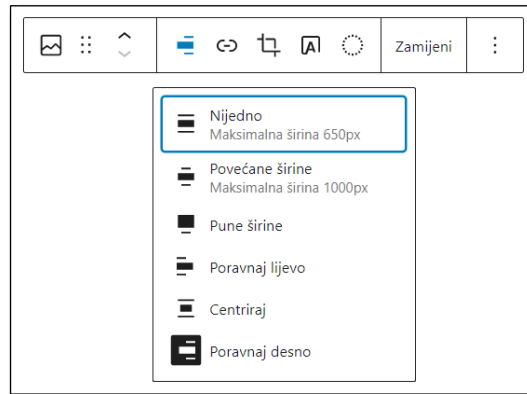 Zamijeni
Nijedno
Maksimalna širina 650px
Povećane širine
Maksimalna širina 1000px
Pune širine
Poravnaj lijevo
Centriraj
Poravnaj desno